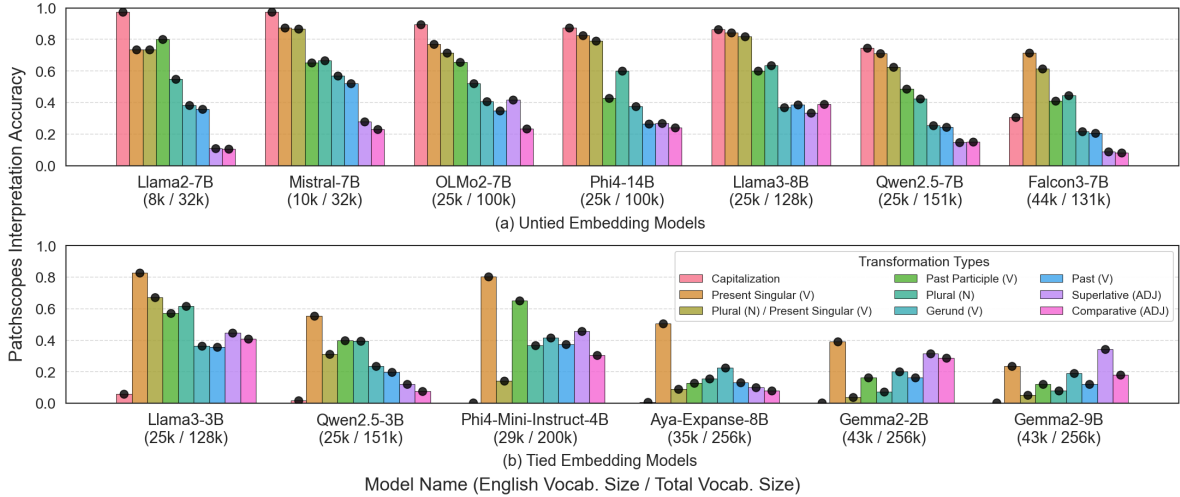 Patchscopes Interpretation Accuracy
1.0
0.8
0.6
0.4
0.2
0.0
Llama2-7B
(8k / 32k)
Mistral-7B
(10k / 32k)
OLMo2-7B
(25k / 100k)
Phi4-14B
(25k / 100k)
Llama3-8B
(25k / 128k)
Qwen2.5-7B
(25k / 151k)
Falcon3-7B
(44k / 131k)
(a) Untied Embedding Models
1.0
0.8
0.6
0.4
0.2
0.0
Transformation Types
Capitalization
Present Singular (V)
Plural (N) / Present Singular (V)
Past Participle (V)
Plural (N)
Gerund (V)
Past (V)
Superlative (ADJ)
Comparative (ADJ)
Llama3-3B
(25k / 128k)
Qwen2.5-3B
(25k / 151k)
Phi4-Mini-Instruct-4B
(29k / 200k)
Aya-Expanse-8B
(35k / 256k)
Gemma2-2B
(43k / 256k)
Gemma2-9B
(43k / 256k)
(b) Tied Embedding Models
Model Name (English Vocab. Size / Total Vocab. Size)